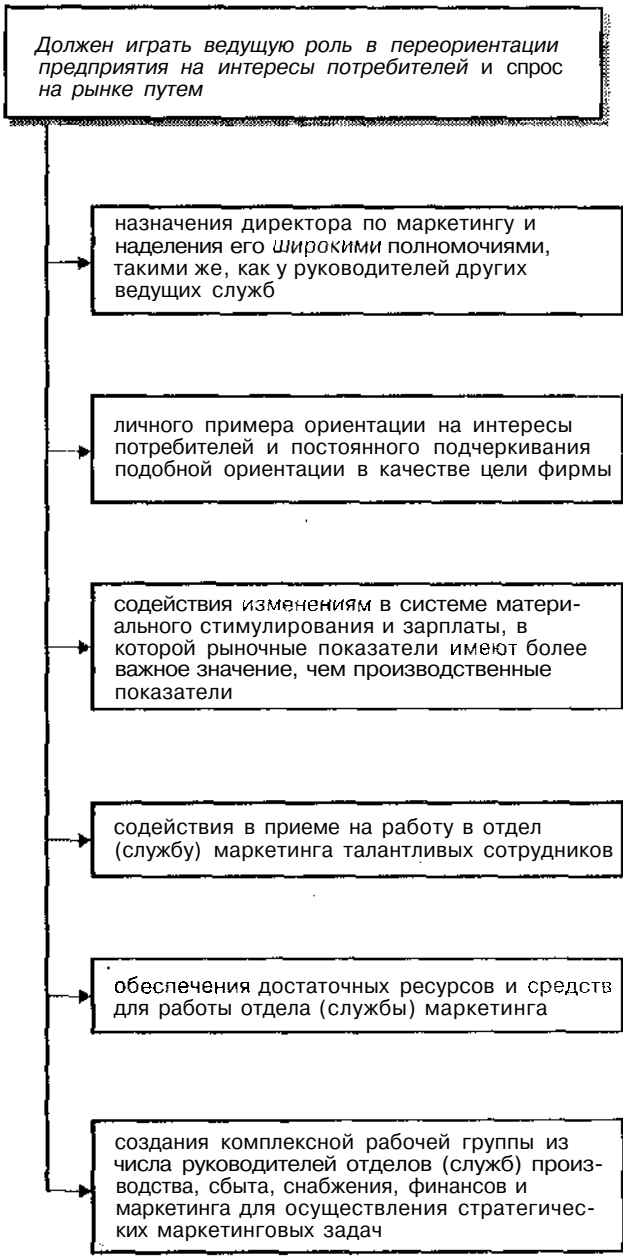 Должен играть ведущую роль в переориентации
предприятия на интересы потребителей и спрос
на рынке путем
назначения директора по маркетингу и
наделения его широкими полномочиями,
такими же, как у руководителей других
ведущих служб
личного примера ориентации на интересы
потребителей и постоянного подчеркивания
подобной ориентации в качестве цели фирмы
содействия изменениям в системе матери-
ального стимулирования и зарплаты, в
которой рыночные показатели имеют более
важное значение, чем производственные
показатели
содействия в приеме на работу в отдел
(службу) маркетинга талантливых сотрудников
обеспечения достаточных ресурсов и средств
для работы отдела (службы) маркетинга
создания комплексной рабочей группы из
числа руководителей отделов (служб) произ-
водства, сбыта, снабжения, финансов и
маркетинга для осуществления стратегичес-
ких маркетинговых задач